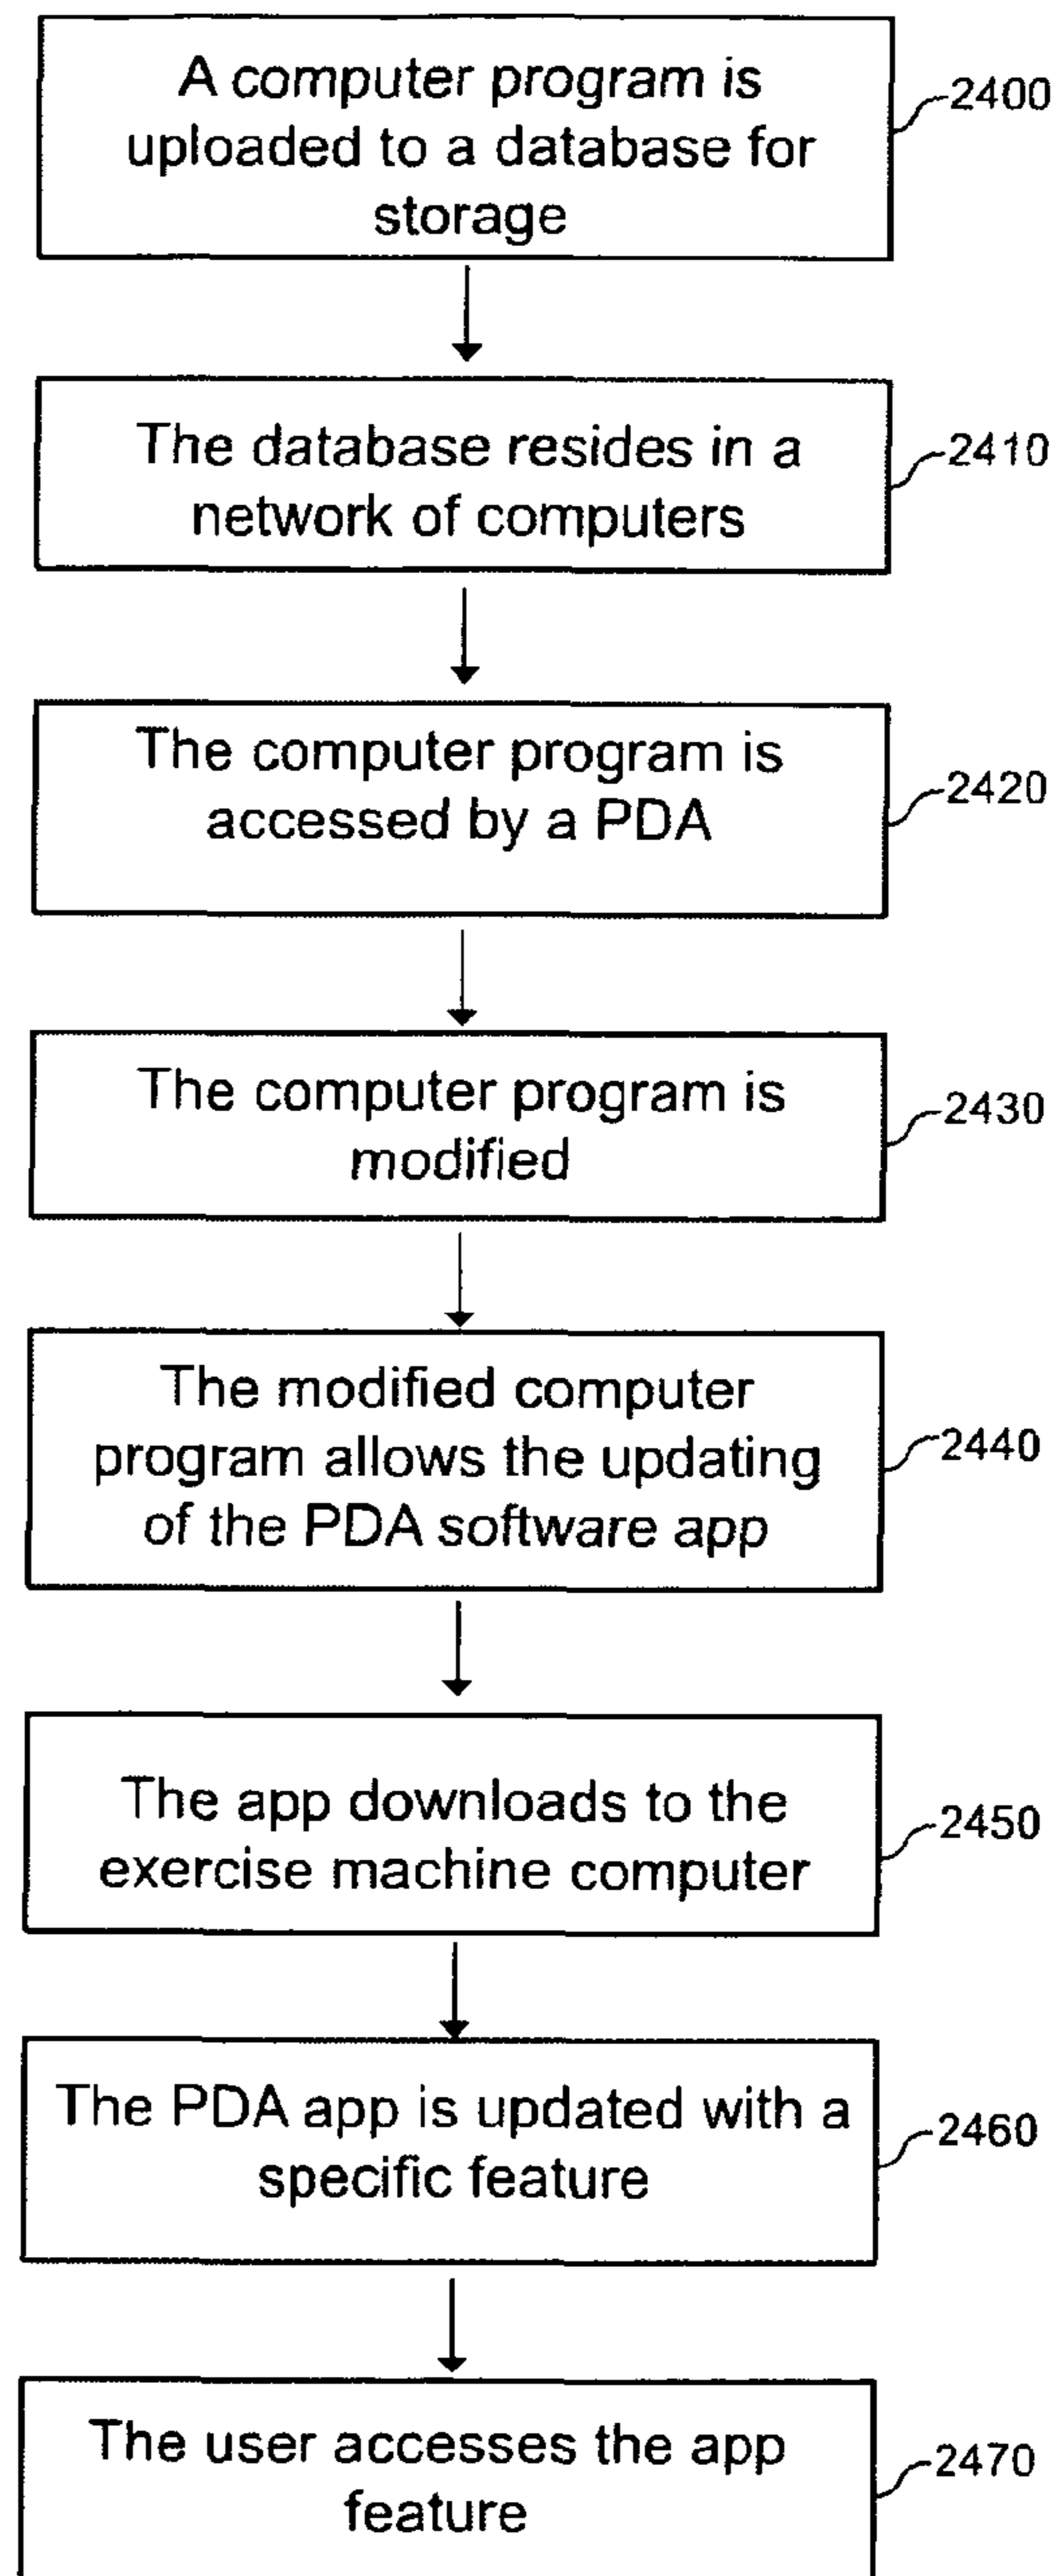 A computer program is
uploaded to a database for
storage
2400
The database resides in a
network of computers
2410
The computer program is
accessed by a PDA
2420
The computer program is
modified
2430
The modified computer
program allows the updating
of the PDA software app
2440
The app downloads to the
exercise machine computer
2450
The PDA app is updated with a
specific feature
2460
The user accesses the app
feature
2470